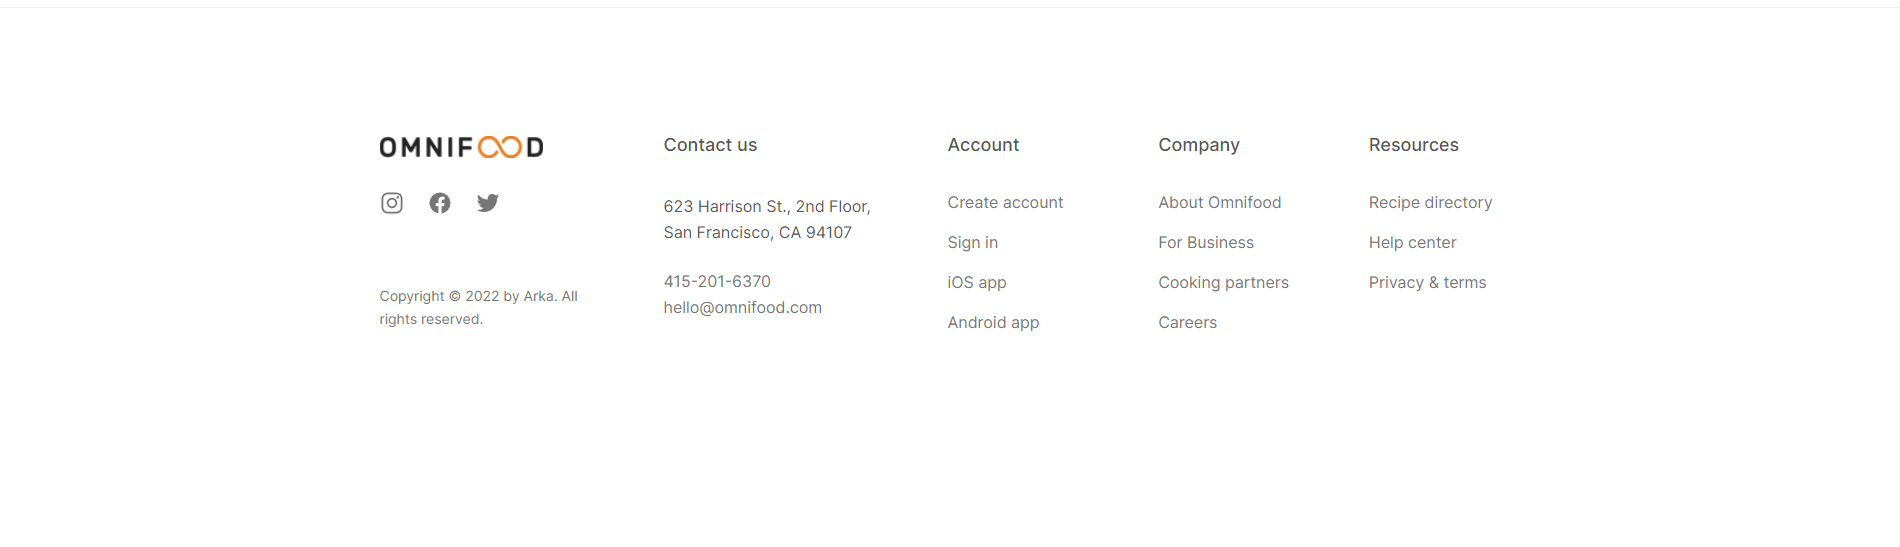 OMNIFOOD
Copyright © 2022 by Arka. All
rights reserved.
Contact us
623 Harrison St., 2nd Floor,
San Francisco, CA 94107
415-201-6370
hello@omnifood.com
Account
Create account
Sign in
iOS app
Android app
Company
About Omnifood
For Business
Cooking partners
Careers
Resources
Recipe directory
Help center
Privacy & terms